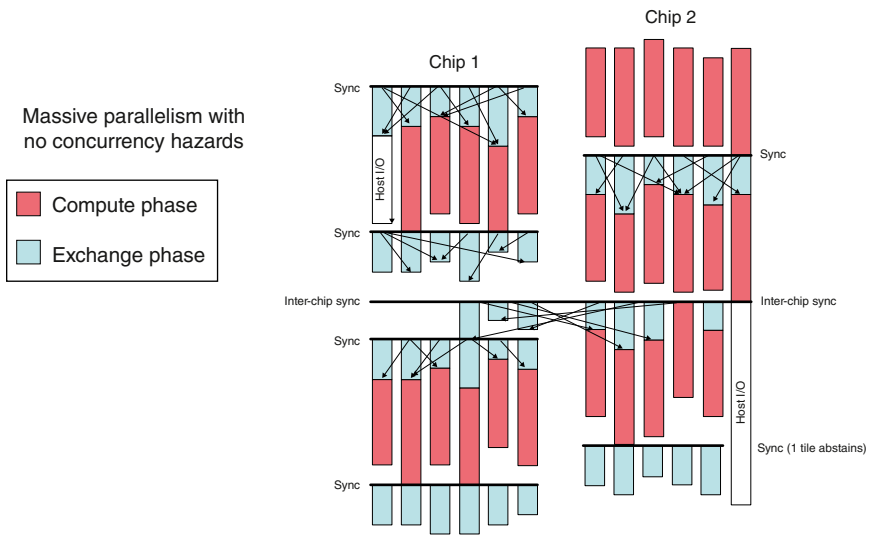 Chip 2
Chip 1
Sync
Massive parallelism with
no concurrency hazards
Compute phase
Exchange phase
Host I/O
Sync
Sync
Inter-chip sync
Inter-chip sync
Sync
Host I/O
Sync (1 tile abstains)
Sync